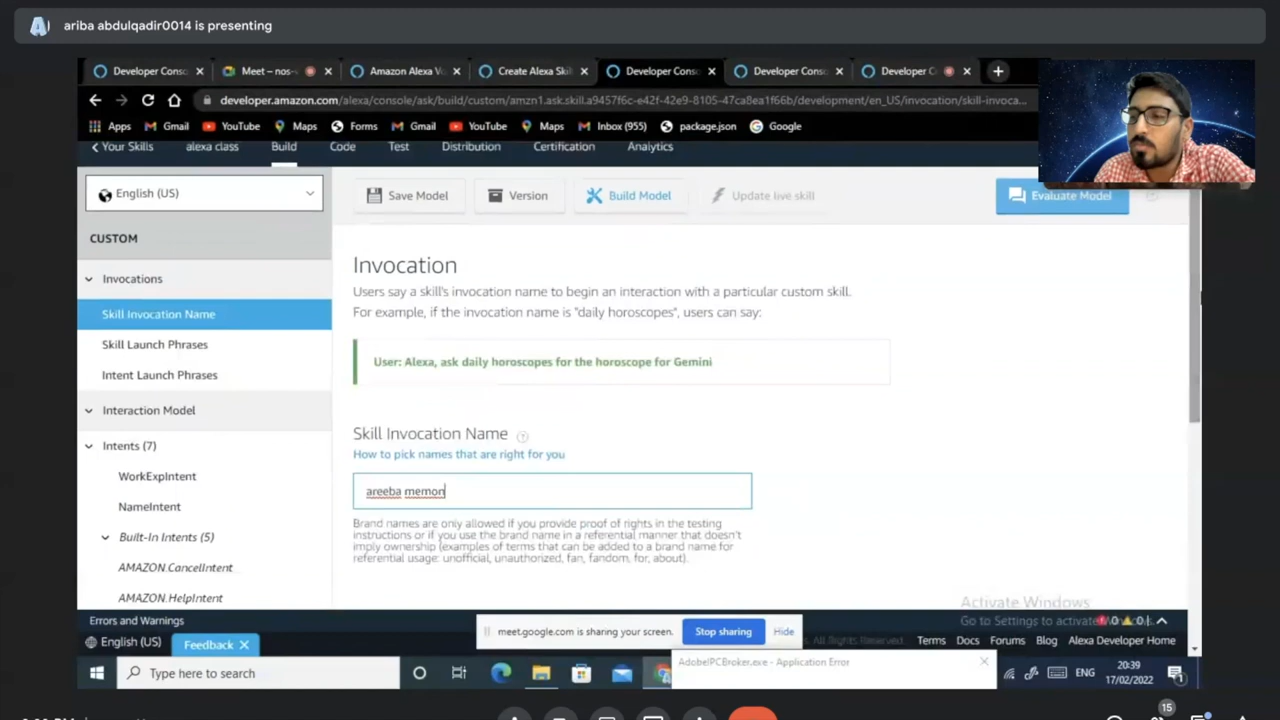 ariba abdulqadir0014 is presenting
Developer Conso
Meet – nos-v
Amazon Alexa Vo
Create Alexa Skil
Developer Conso
Developer Conso
Developer C
developer.amazon.com/alexa/console/ask/build/custom/amzn1.ask.skill.a9457f6c-e42f-42e9-8105-47ca8ea1f66b/development/en_US/invocation/skill-invoca...
Apps Gmail YouTube Maps Forms Gmail YouTube Maps Inbox (955) package.json Google
Your Skills alexa class Build Code Test Distribution Certification Analytics
English (US)
Save Model Version Build Model Update live skill Evaluate Model
CUSTOM
Invocations
Skill Invocation Name
Skill Launch Phrases
Intent Launch Phrases
Interaction Model
Intents (7)
WorkExpIntent
NameIntent
Built-In Intents (5)
AMAZON.CancelIntent
AMAZON.HelpIntent
Invocation
Users say a skill's invocation name to begin an interaction with a particular custom skill.
For example, if the invocation name is "daily horoscopes", users can say:
User: Alexa, ask daily horoscopes for the horoscope for Gemini
Skill Invocation Name
How to pick names that are right for you
areeba memon
Brand names are only allowed if you provide proof of rights in the testing
instructions or if you use the brand name in a referential manner that doesn't
imply ownership (examples of terms that can be added to a brand name for
referential usage: unofficial, unauthorized, fan, fandom, for, about).
Activate Windows
Go to Settings to activate
Errors and Warnings
0 0
English (US) Feedback
meet.google.com is sharing your screen. Stop sharing Hide
All Rights Reserved.
Terms Docs Forums Blog Alexa Developer Home
AdobeIPCBroker.exe - Application Error
Type here to search
ENG
20:39
17/02/2022
1
15